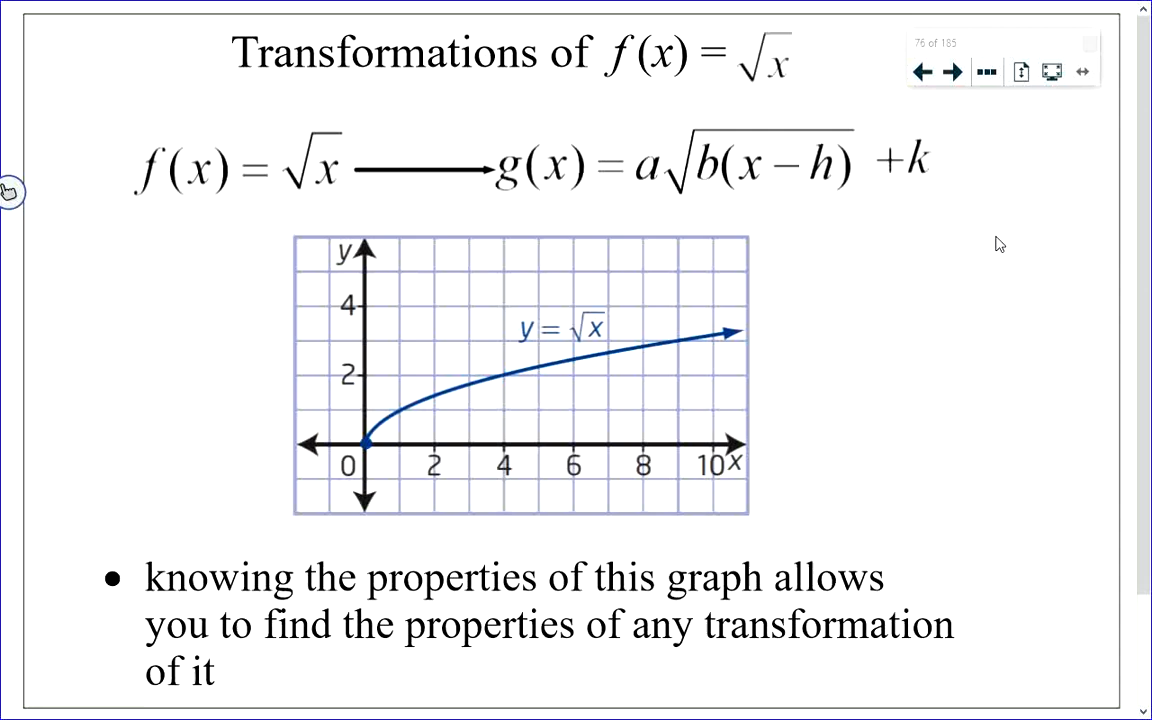 Transformations of f(x) = √x
76 of 185
f(x) = √x g(x) = a√b(x – h) +k
y
4
y = √x
2
0 2 4 6 8 10 x
• knowing the properties of this graph allows
you to find the properties of any transformation
of it